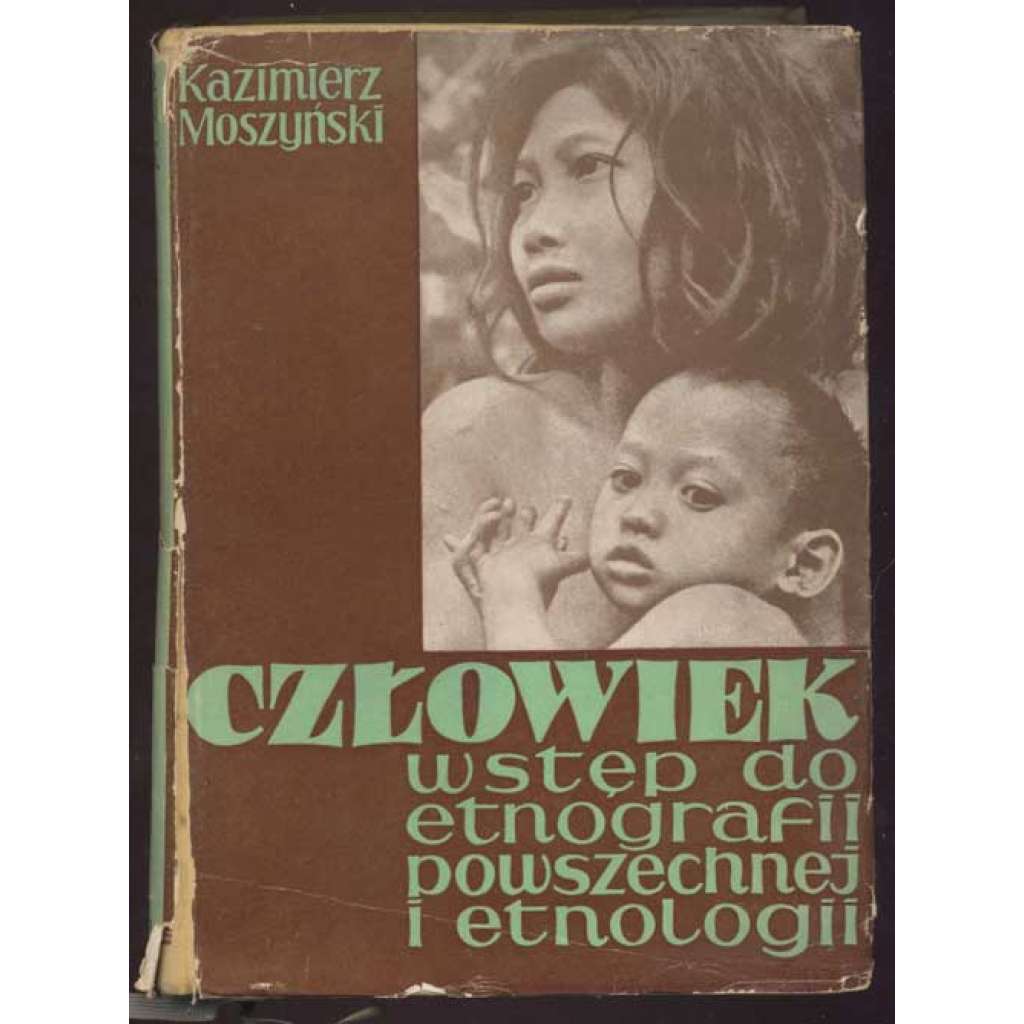 Kazimierz
Moszyński
CZŁOWIEK
wstęp do
etnografii
powszechnej
i etnologii